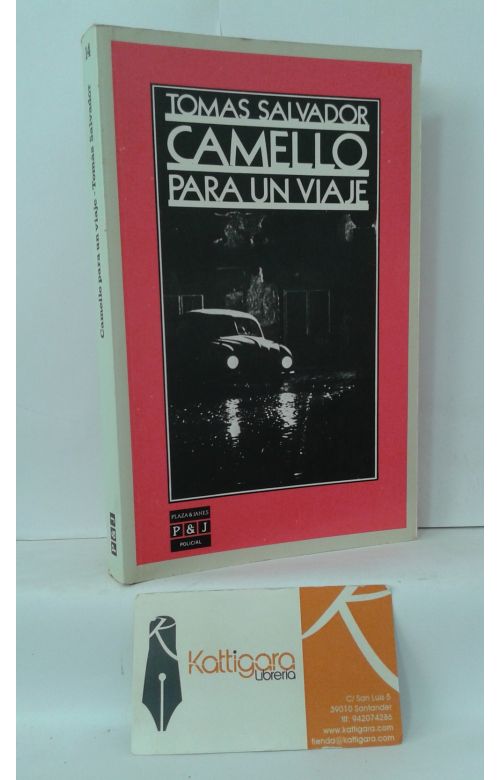 TOMAS SALVADOR
CAMELLO
PARA UN VIAJE
Camello para un viaje - Tomás Salvador
PLAZA & JANES
P & J
POLICIAL
P & J
K
Kattigara
Librería
C/ San Luis 5
39010 Santander
tlf: 942074286
www.kattigara.com
tienda@kattigara.com